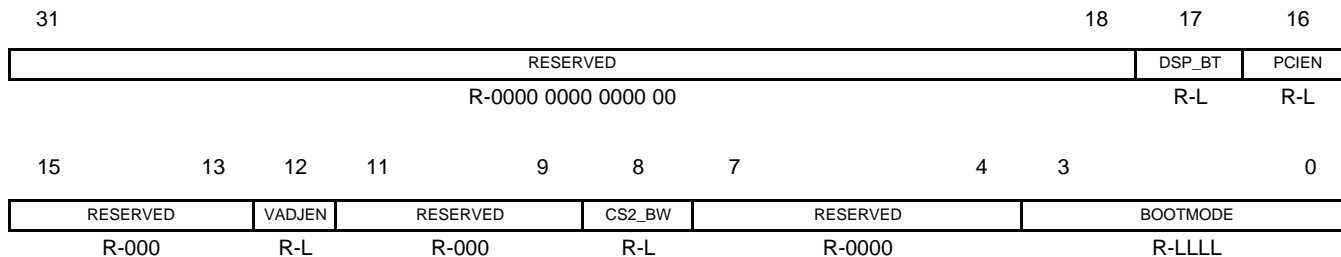 31 18 17 16
RESERVED DSP_BT PCIEN
R-0000 0000 0000 00 R-L R-L
15 13 12 11 9 8 7 4 3 0
RESERVED VADJEN RESERVED CS2_BW RESERVED BOOTMODE
R-000 R-L R-000 R-L R-0000 R-LLLL